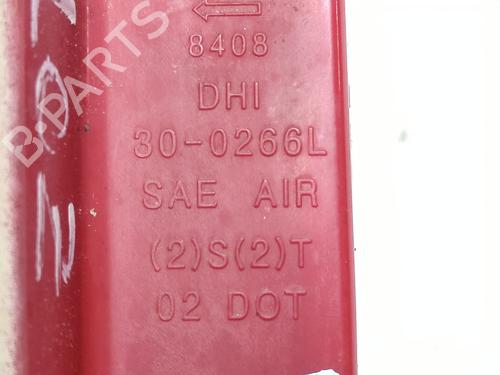 8408
DHI
30-0266L
SAE AIR
(2)S(2)T
02 DOT
B-PARTS